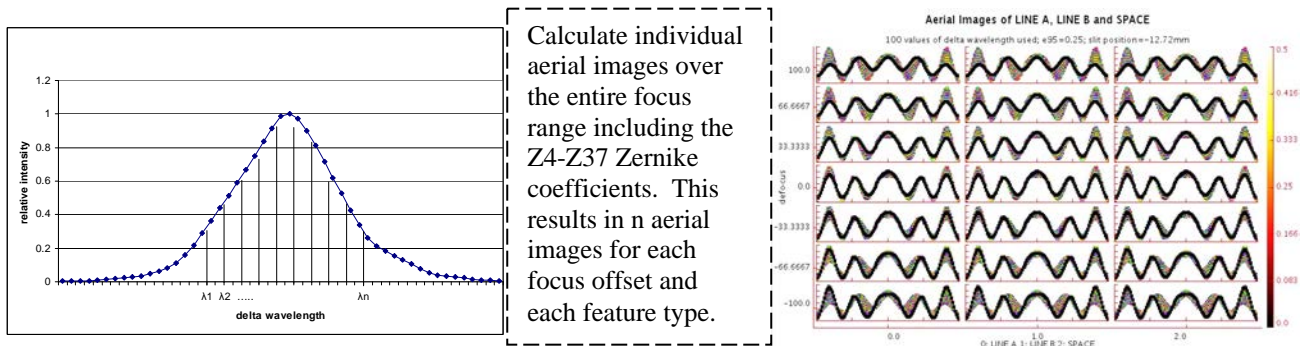 1.2
1
0.8
0.6
0.4
0.2
0
relative intensity
λ1 λ2 ..... λn
delta wavelength
Calculate individual
aerial images over
the entire focus
range including the
Z4-Z37 Zernike
coefficients. This
results in n aerial
images for each
focus offset and
each feature type.
Aerial Images of LINE A, LINE B and SPACE
100 values of delta wavelength used; e95=0.25; slit position=-12.72mm
100.0
66.6667
33.3333
0.0
-33.3333
-66.6667
-100.0
defocus
0.0 1.0 2.0
0: LINE A 1: LINE B 2: SPACE
0.5
0.416
0.333
0.25
0.166
0.083
0.0